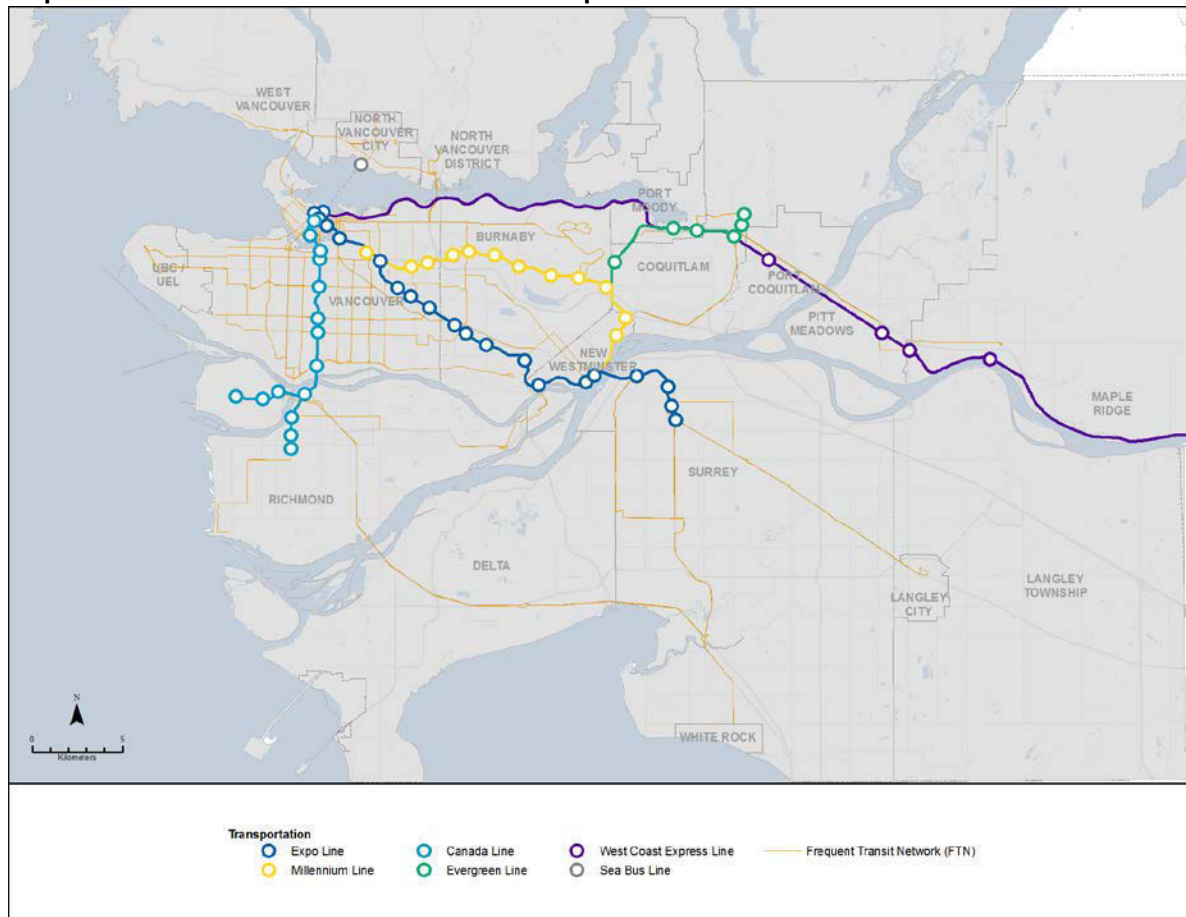 WEST
VANCOUVER
NORTH
VANCOUVER
CITY
NORTH
VANCOUVER
DISTRICT
PORT
MOODY
BURNABY
UBC /
UEL
COQUITLAM
PORT
COQUITLAM
VANCOUVER
PITT
MEADOWS
NEW
WESTMINSTER
MAPLE
RIDGE
SURREY
RICHMOND
DELTA
LANGLEY
TOWNSHIP
LANGLEY
CITY
WHITE ROCK
N
0 5
Kilometers
Transportation
Expo Line
Canada Line
West Coast Express Line
Frequent Transit Network (FTN)
Millennium Line
Evergreen Line
Sea Bus Line